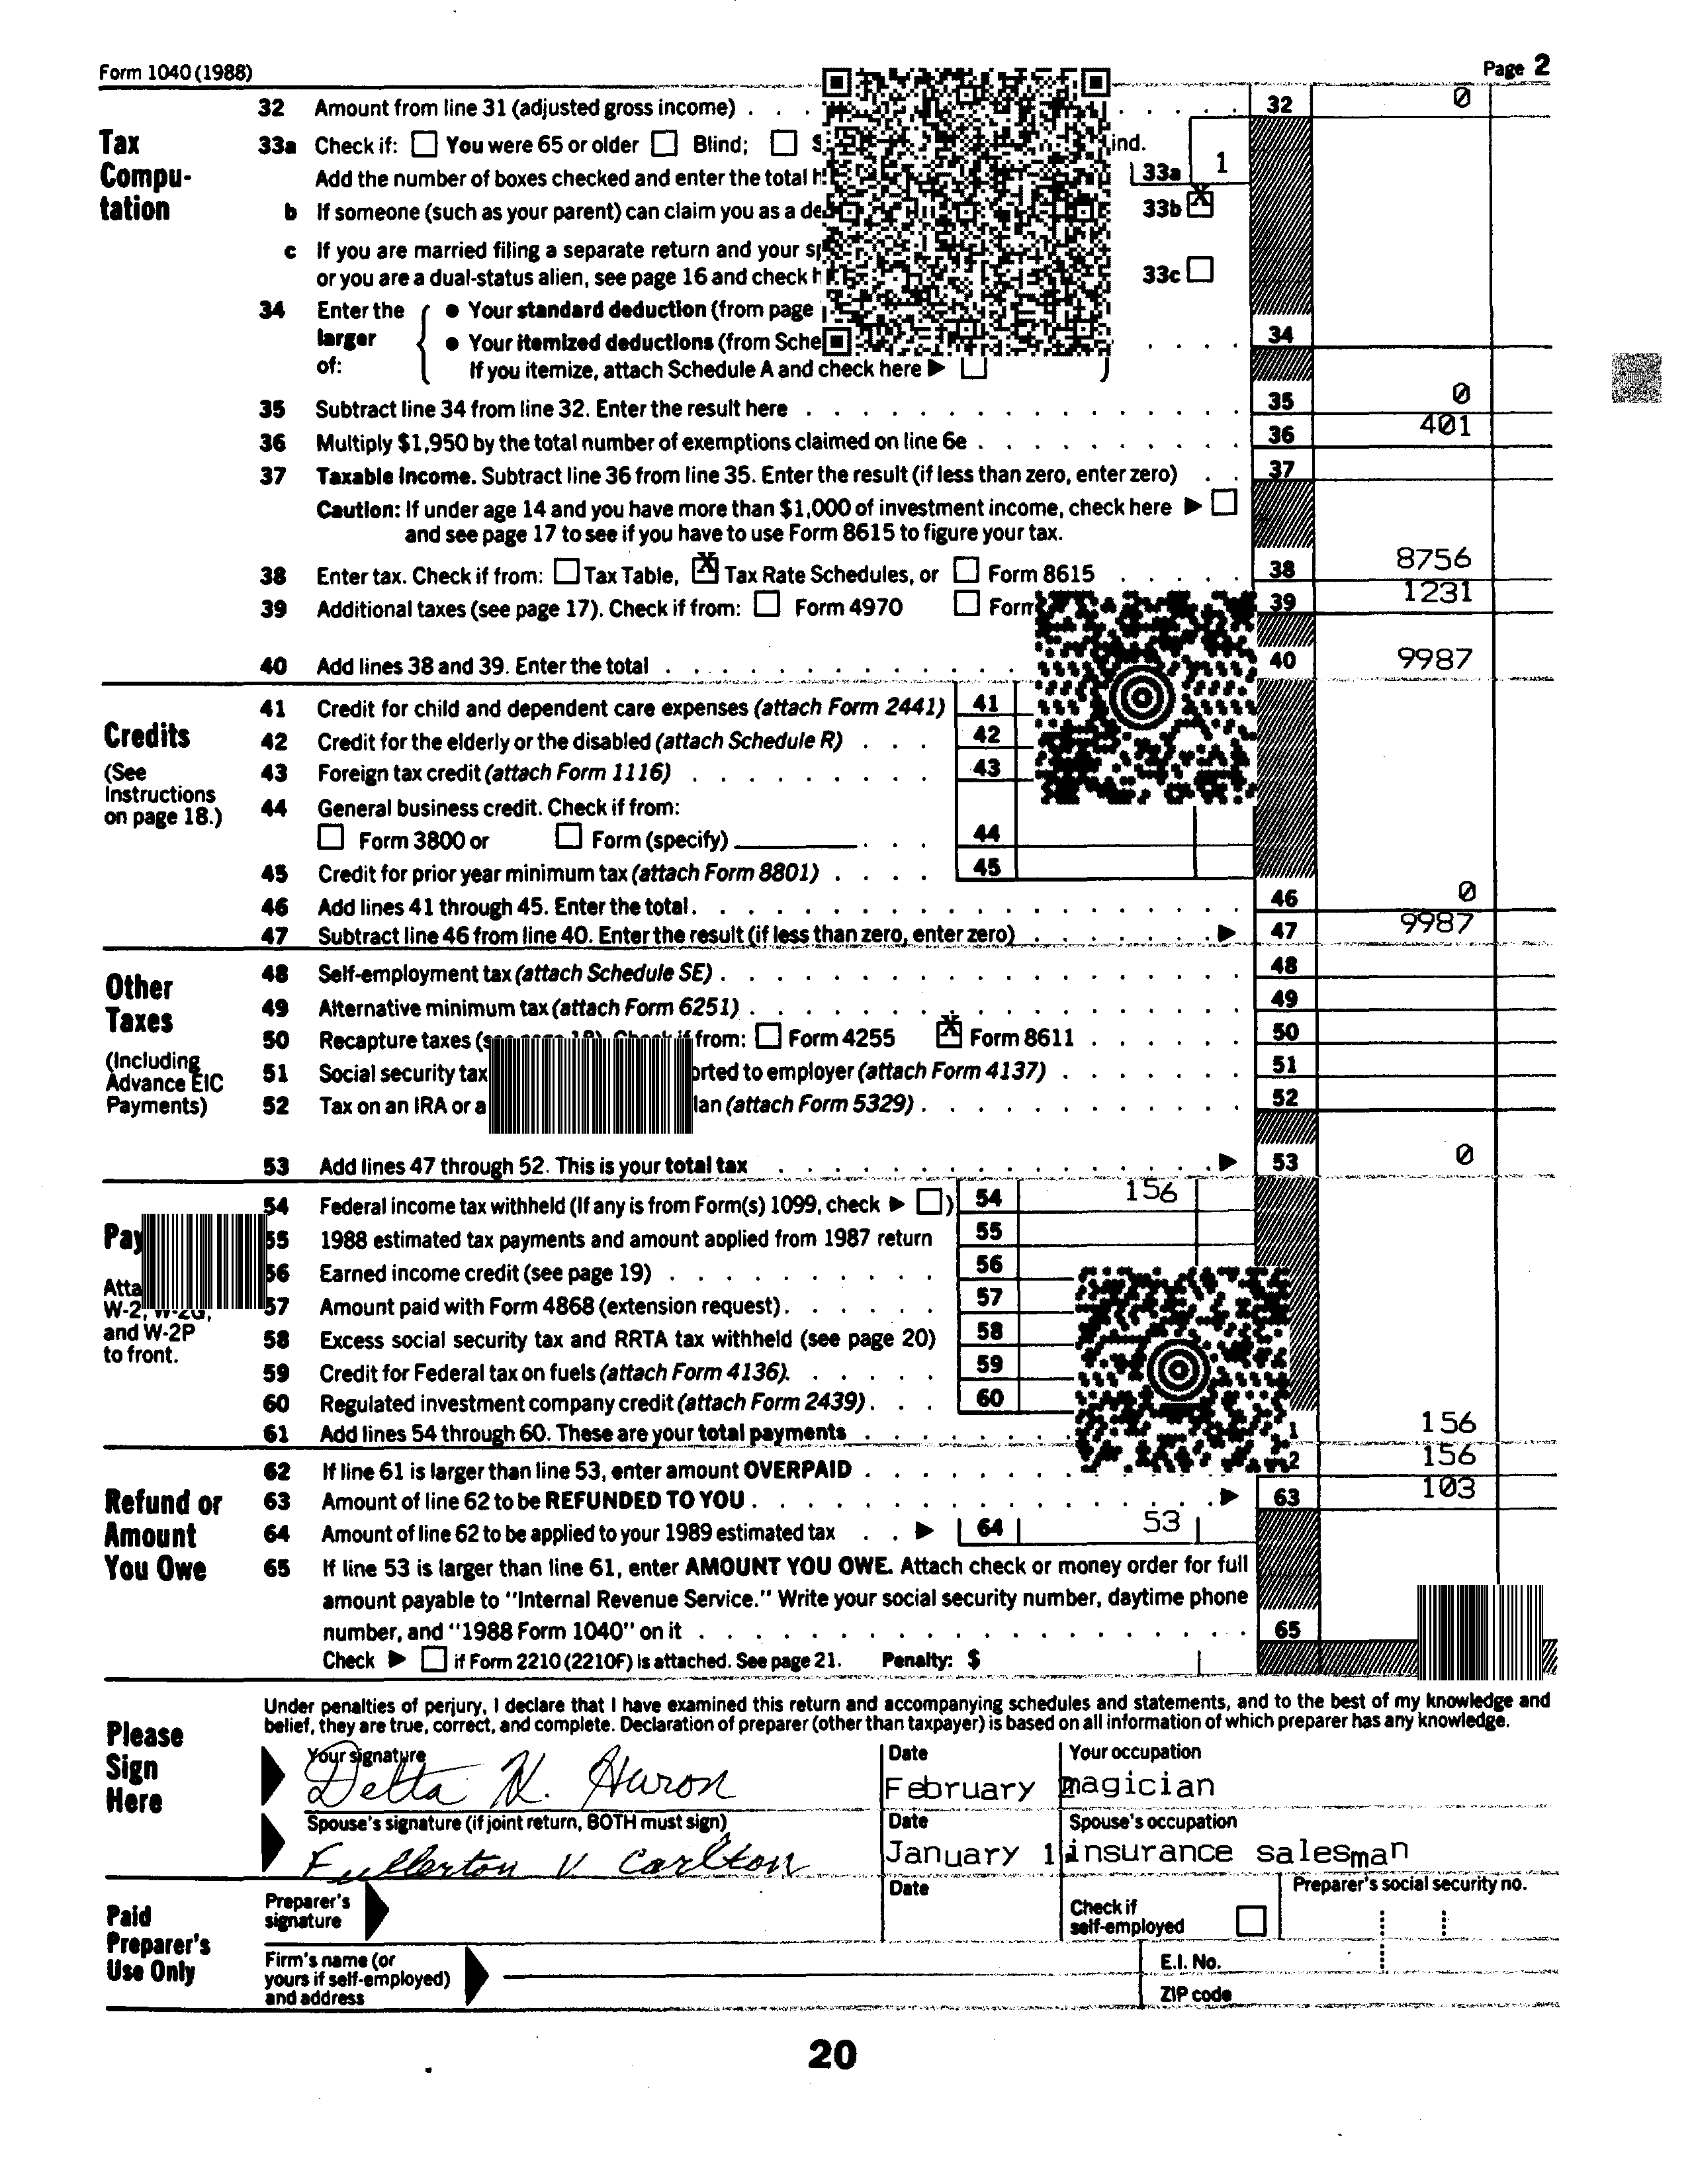 Form 1040 (1988) Page 2
32 Amount from line 31 (adjusted gross income) . . . . . . . 32 0
Tax Compu- tation
33a Check if: You were 65 or older Blind; ind.
Add the number of boxes checked and enter the total 33a 1
b If someone (such as your parent) can claim you as a 33b X
c If you are married filing a separate return and your
or you are a dual-status alien, see page 16 and check 33c
34 Enter the larger of:
• Your standard deduction (from page
• Your itemized deductions (from . . . . 34
If you itemize, attach Schedule A and check here ▶
35 Subtract line 34 from line 32. Enter the result here . . . . 35 0
36 Multiply $1,950 by the total number of exemptions claimed on line 6e . . . . 36 401
37 Taxable income. Subtract line 36 from line 35. Enter the result (if less than zero, enter zero) . . 37
Caution: If under age 14 and you have more than $1,000 of investment income, check here ▶
and see page 17 to see if you have to use Form 8615 to figure your tax.
38 Enter tax. Check if from: Tax Table, X Tax Rate Schedules, or Form 8615 . . . . . 38 8756
39 Additional taxes (see page 17). Check if from: Form 4970 Form 39 1231
40 Add lines 38 and 39. Enter the total . . . . 40 9987
Credits
(See Instructions on page 18.)
41 Credit for child and dependent care expenses (attach Form 2441) 41
42 Credit for the elderly or the disabled (attach Schedule R) . . . 42
43 Foreign tax credit (attach Form 1116) . . . . 43
44 General business credit. Check if from:
Form 3800 or Form (specify) . . . 44
45 Credit for prior year minimum tax (attach Form 8801) . . . . 45
46 Add lines 41 through 45. Enter the total. . . . 46 0
47 Subtract line 46 from line 40. Enter the result (if less than zero, enter zero) . . . . ▶ 47 9987
Other Taxes
(Including Advance EIC Payments)
48 Self-employment tax (attach Schedule SE) . . . . 48
49 Alternative minimum tax (attach Form 6251) . . . . 49
50 Recapture taxes if from: Form 4255 X Form 8611 . . . . . . 50
51 Social security tax to employer (attach Form 4137) . . . . 51
52 Tax on an IRA or a (attach Form 5329) . . . . 52
53 Add lines 47 through 52. This is your total tax . . . . ▶ 53 0
54 Federal income tax withheld (If any is from Form(s) 1099, check ▶ ) 54 156
55 1988 estimated tax payments and amount applied from 1987 return 55
56 Earned income credit (see page 19) . . . . 56
57 Amount paid with Form 4868 (extension request) . . . . 57
W-2, W-2G, and W-2P to front.
58 Excess social security tax and RRTA tax withheld (see page 20) 58
59 Credit for Federal tax on fuels (attach Form 4136). . . . 59
60 Regulated investment company credit (attach Form 2439) . . . 60
61 Add lines 54 through 60. These are your total payments . . . . 156
62 If line 61 is larger than line 53, enter amount OVERPAID . . . . 156
Refund or Amount You Owe
63 Amount of line 62 to be REFUNDED TO YOU . . . . ▶ 63 103
64 Amount of line 62 to be applied to your 1989 estimated tax . . ▶ 64 53
65 If line 53 is larger than line 61, enter AMOUNT YOU OWE. Attach check or money order for full
amount payable to "Internal Revenue Service." Write your social security number, daytime phone
number, and "1988 Form 1040" on it . . . . 65
Check ▶ if Form 2210 (2210F) is attached. See page 21. Penalty: $
Please Sign Here
Under penalties of perjury, I declare that I have examined this return and accompanying schedules and statements, and to the best of my knowledge and
belief, they are true, correct, and complete. Declaration of preparer (other than taxpayer) is based on all information of which preparer has any knowledge.
Your signature Date Your occupation
Delta N. Huron February magician
Spouse's signature (if joint return, BOTH must sign) Date Spouse's occupation
Fullerton V Carlton January 1 insurance salesman
Paid Preparer's Use Only
Preparer's signature Date Check if self-employed Preparer's social security no.
Firm's name (or yours if self-employed) and address E.I. No.
ZIP code
20